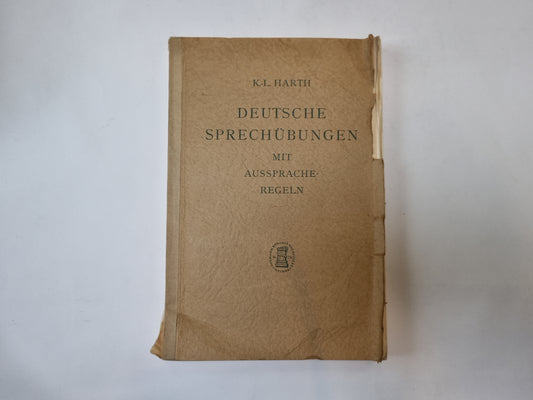 K.-L. HARTH
DEUTSCHE
SPRECHÜBUNGEN
MIT
AUSSPRACHE-
REGELN